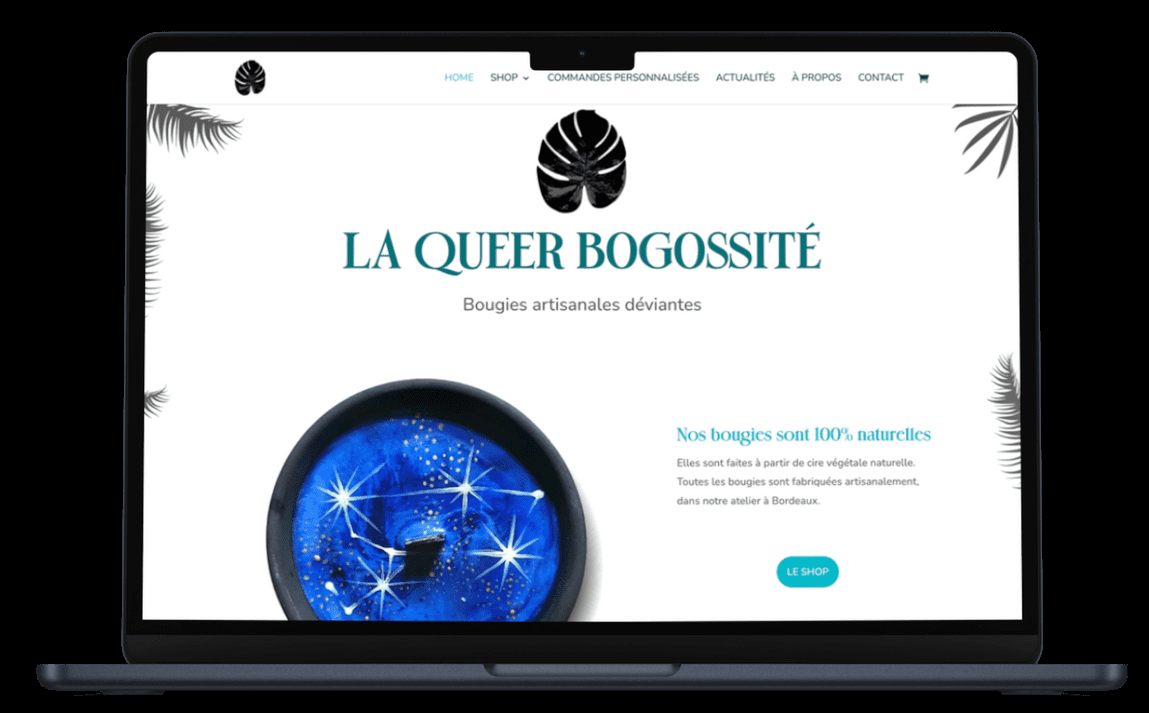 HOME SHOP COMMANDES PERSONNALISÉES ACTUALITÉS À PROPOS CONTACT
LA QUEER BOGOSSITÉ
Bougies artisanales déviantes
Nos bougies sont 100% naturelles
Elles sont faites à partir de cire végétale naturelle.
Toutes les bougies sont fabriquées artisanalement,
dans notre atelier à Bordeaux.
LE SHOP